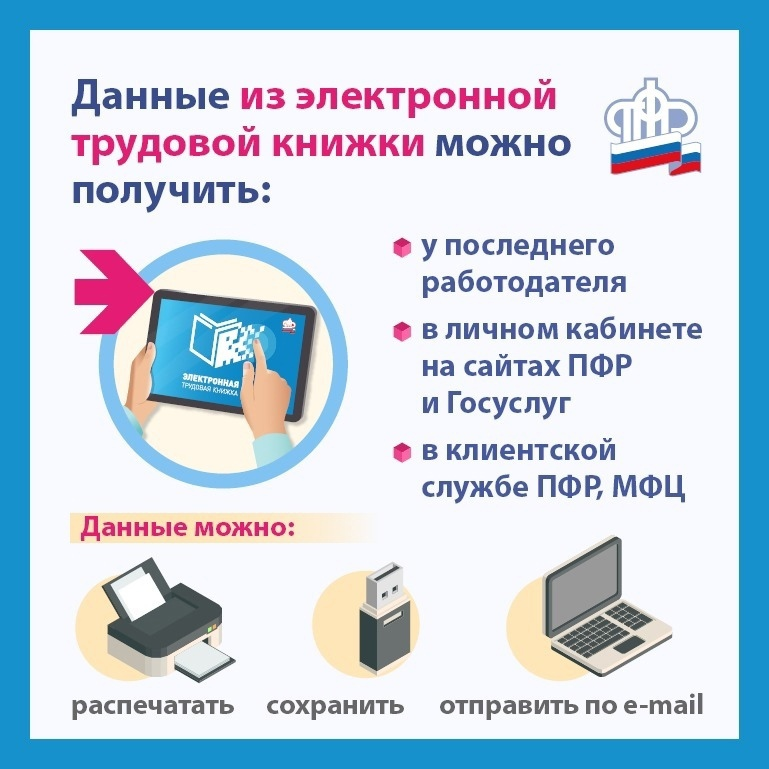 Данные из электронной
трудовой книжки можно
получить:
ПФР
у последнего
работодателя
в личном кабинете
на сайтах ПФР
и Госуслуг
в клиентской
службе ПФР, МФЦ
ЭЛЕКТРОННАЯ
ТРУДОВАЯ КНИЖКА
Данные можно:
распечатать
сохранить
отправить по e-mail